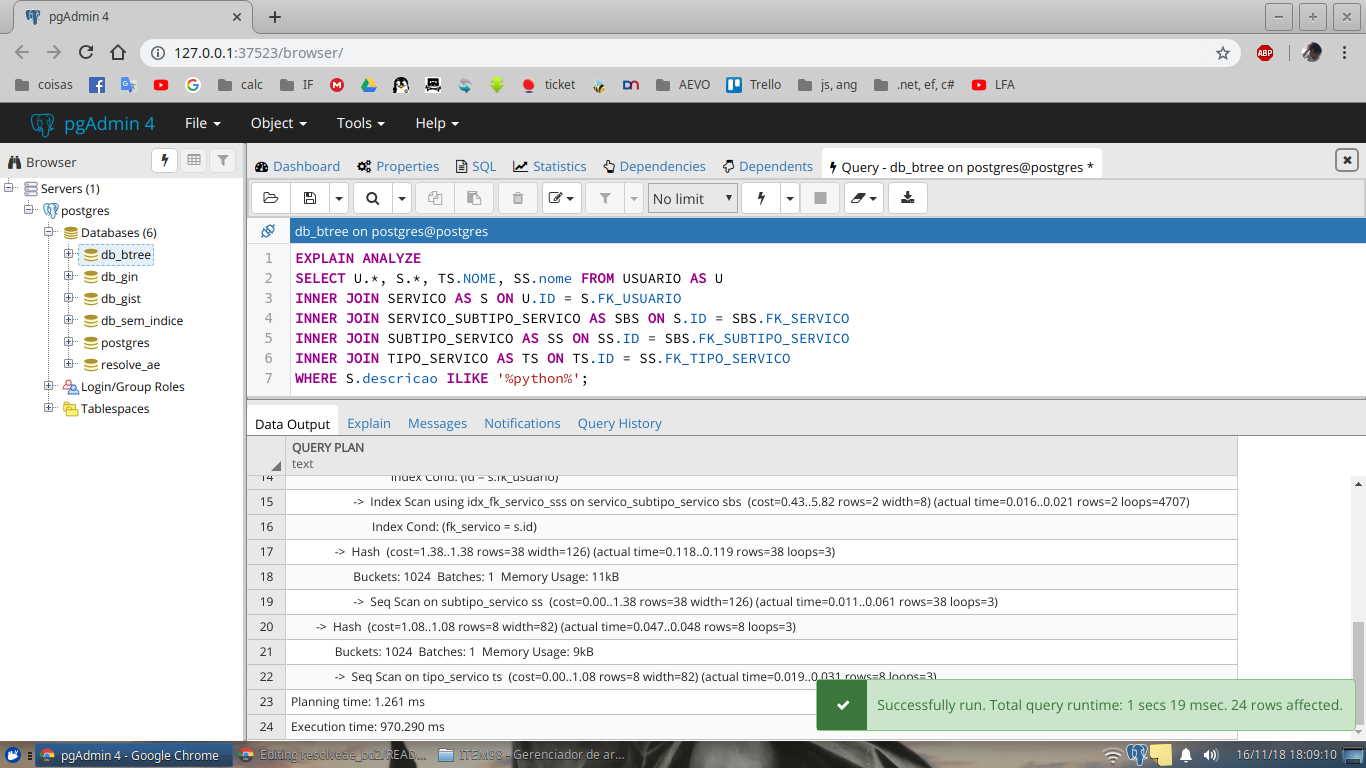 pgAdmin 4
127.0.0.1:37523/browser/
ABP
coisas calc IF ticket AEVO Trello js, ang .net, ef, c# LFA
pgAdmin 4 File Object Tools Help
Browser
Dashboard Properties SQL Statistics Dependencies Dependents Query - db_btree on postgres@postgres *
Servers (1)
postgres
Databases (6)
db_btree
db_gin
db_gist
db_sem_indice
postgres
resolve_ae
Login/Group Roles
Tablespaces
No limit
db_btree on postgres@postgres
1 EXPLAIN ANALYZE
2 SELECT U.*, S.*, TS.NOME, SS.nome FROM USUARIO AS U
3 INNER JOIN SERVICO AS S ON U.ID = S.FK_USUARIO
4 INNER JOIN SERVICO_SUBTIPO_SERVICO AS SBS ON S.ID = SBS.FK_SERVICO
5 INNER JOIN SUBTIPO_SERVICO AS SS ON SS.ID = SBS.FK_SUBTIPO_SERVICO
6 INNER JOIN TIPO_SERVICO AS TS ON TS.ID = SS.FK_TIPO_SERVICO
7 WHERE S.descricao ILIKE '%python%';
Data Output Explain Messages Notifications Query History
QUERY PLAN
text
14 Index Cond: (id = s.fk_usuario)
15 -> Index Scan using idx_fk_servico_sss on servico_subtipo_servico sbs (cost=0.43..5.82 rows=2 width=8) (actual time=0.016..0.021 rows=2 loops=4707)
16 Index Cond: (fk_servico = s.id)
17 -> Hash (cost=1.38..1.38 rows=38 width=126) (actual time=0.118..0.119 rows=38 loops=3)
18 Buckets: 1024 Batches: 1 Memory Usage: 11kB
19 -> Seq Scan on subtipo_servico ss (cost=0.00..1.38 rows=38 width=126) (actual time=0.011..0.061 rows=38 loops=3)
20 -> Hash (cost=1.08..1.08 rows=8 width=82) (actual time=0.047..0.048 rows=8 loops=3)
21 Buckets: 1024 Batches: 1 Memory Usage: 9kB
22 -> Seq Scan on tipo_servico ts (cost=0.00..1.08 rows=8 width=82) (actual time=0.019..0.031 rows=8 loops=3)
23 Planning time: 1.261 ms
24 Execution time: 970.290 ms
Successfully run. Total query runtime: 1 secs 19 msec. 24 rows affected.
pgAdmin 4 - Google Chrome Editing resolveae_bd2/READ... ITEM98 - Gerenciador de ar... 16/11/18 18:09:10